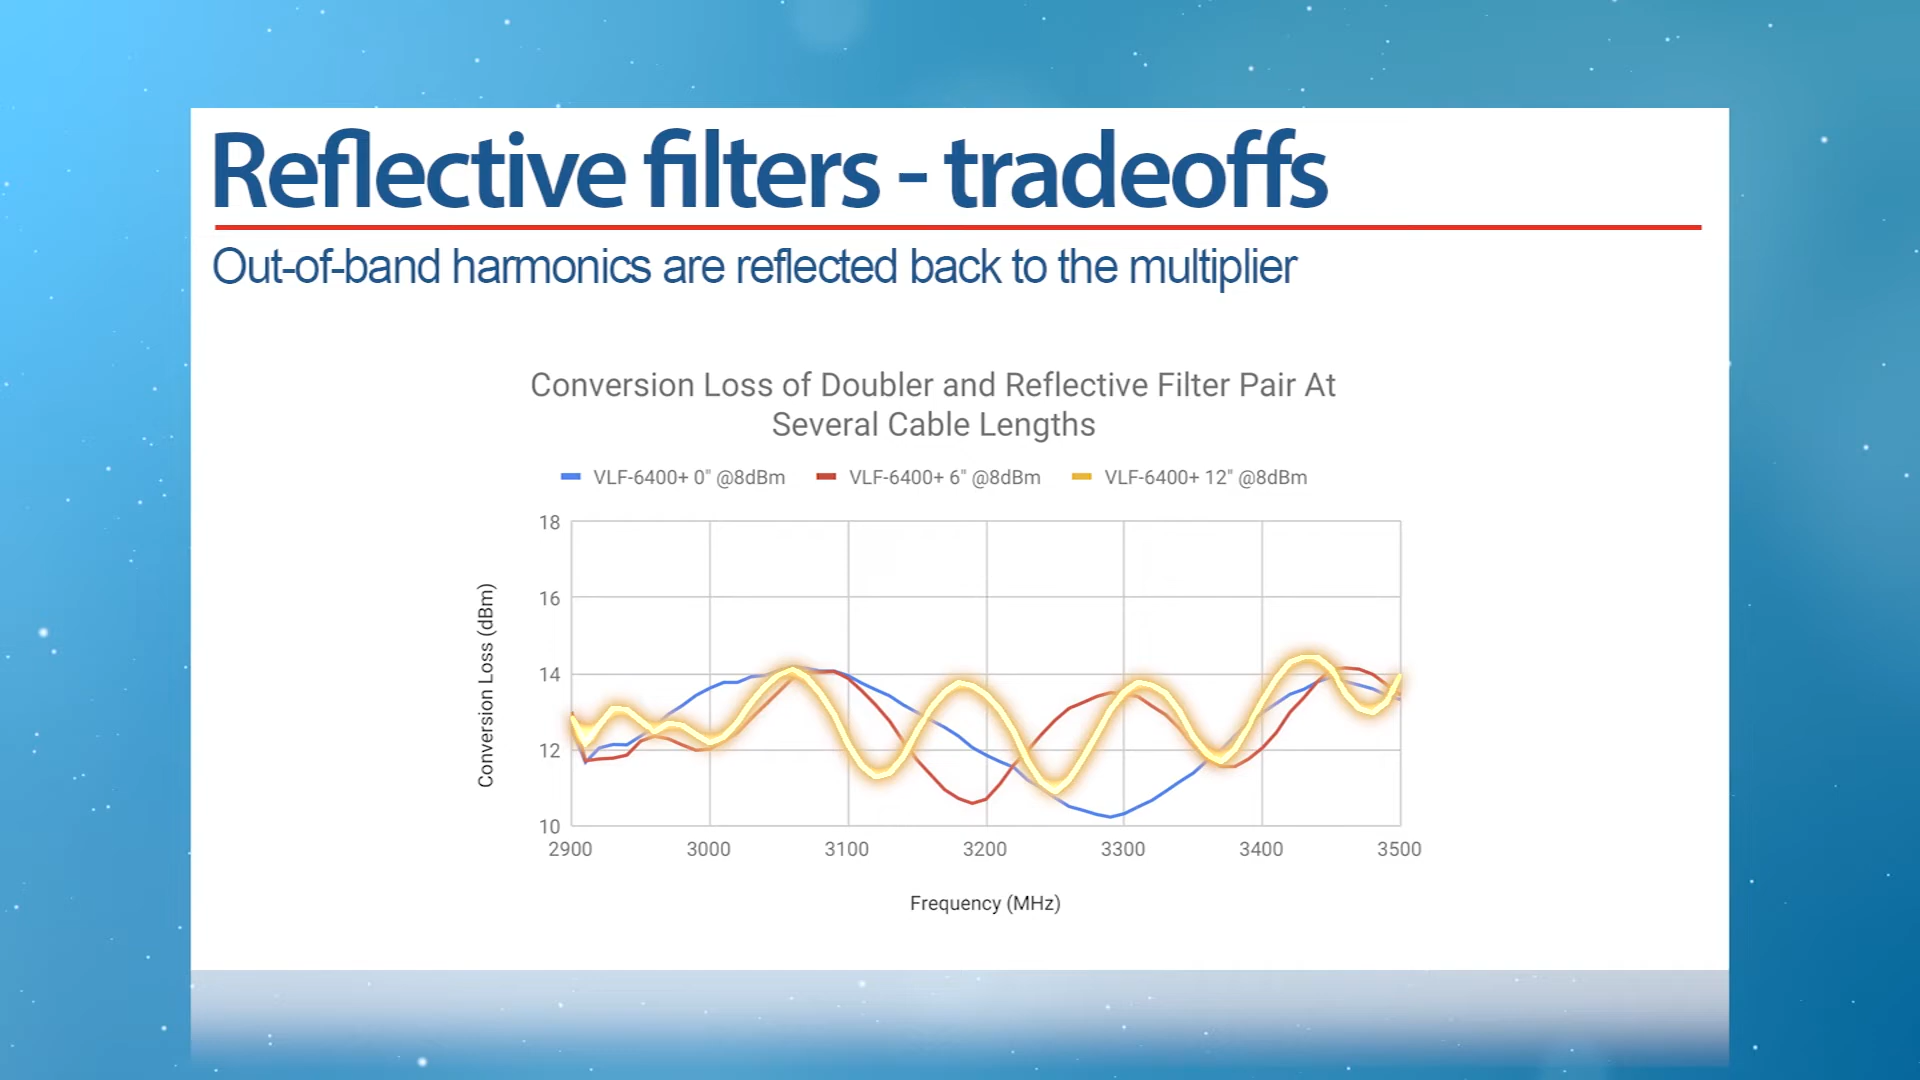 Reflective filters - tradeoffs
Out-of-band harmonics are reflected back to the multiplier
Conversion Loss of Doubler and Reflective Filter Pair At
Several Cable Lengths
VLF-6400+ 0" @8dBm VLF-6400+ 6" @8dBm VLF-6400+ 12" @8dBm
18
16
14
12
10
Conversion Loss (dBm)
2900 3000 3100 3200 3300 3400 3500
Frequency (MHz)